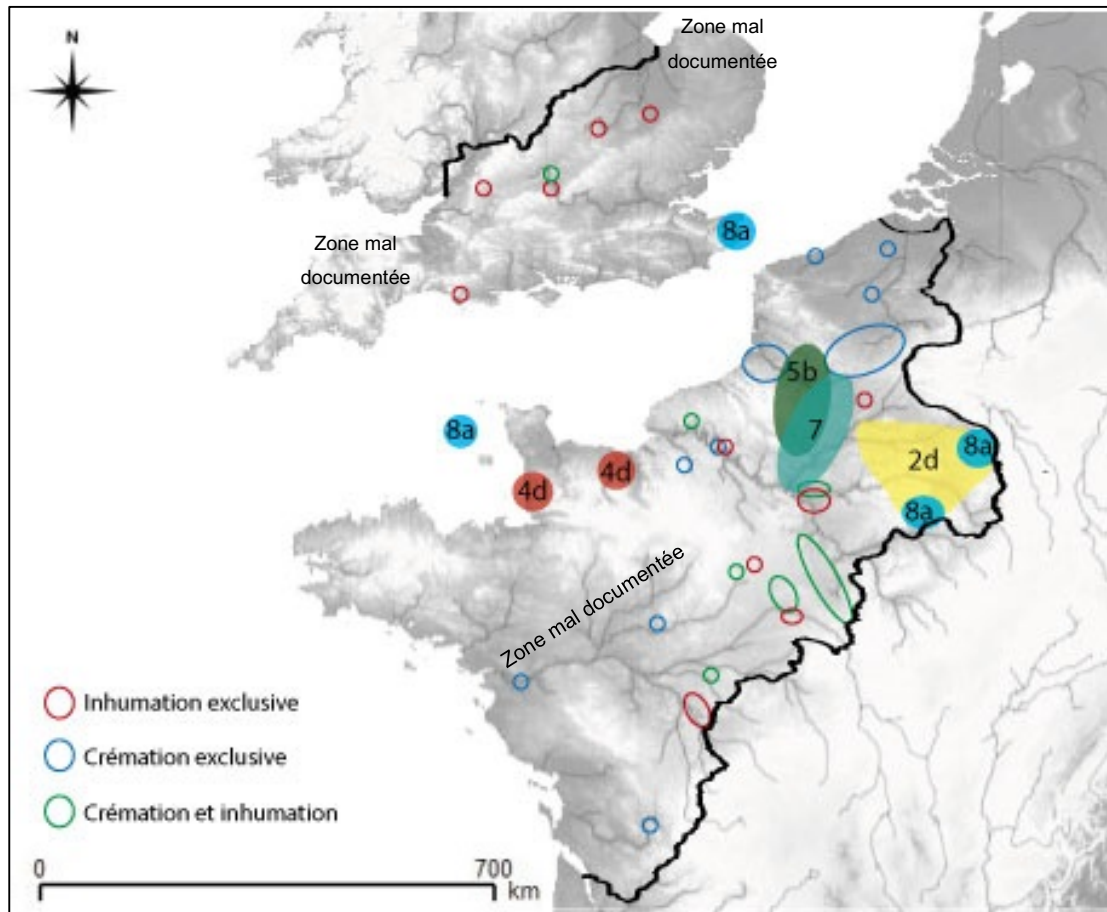 N
Zone mal
documentée
Zone mal
documentée
8a
5b
7
8a
2d
8a
8a
4d
4d
Zone mal documentée
Inhumation exclusive
Crémation exclusive
Crémation et inhumation
0
700
km